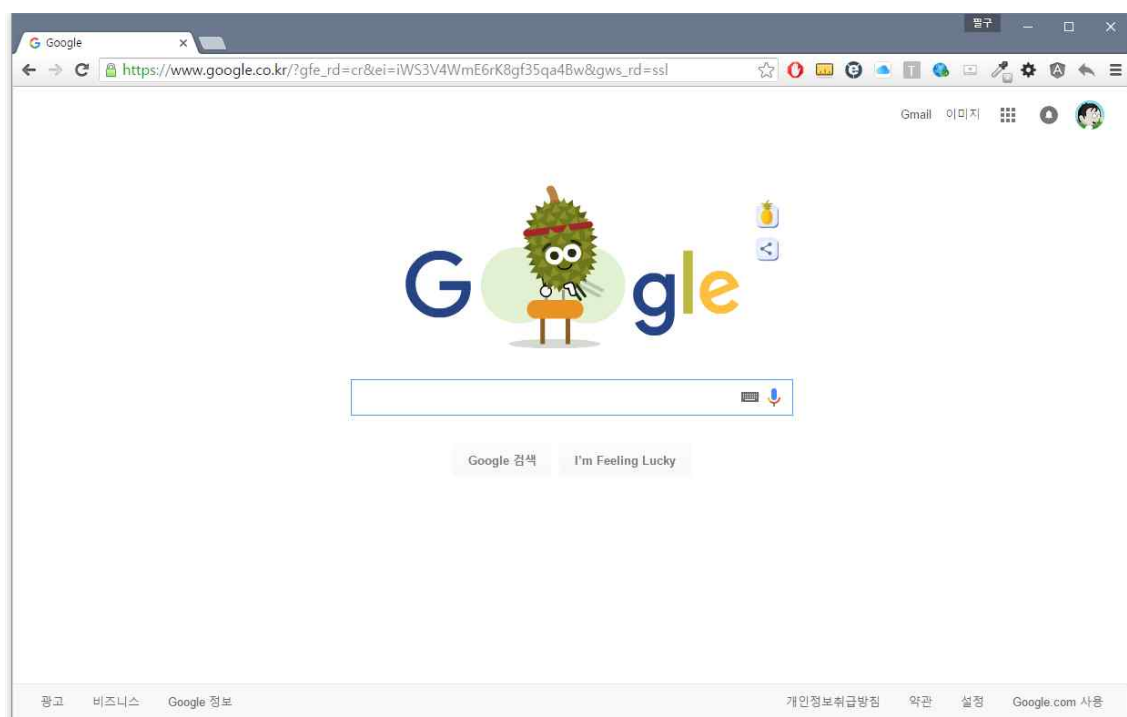 필구
Google
https://www.google.co.kr/?gfe_rd=cr&ei=iWS3V4WmE6rK8gf35qa4Bw&gws_rd=ssl
Gmail 이미지
Google
Google 검색 I'm Feeling Lucky
광고 비즈니스 Google 정보 개인정보취급방침 약관 설정 Google.com 사용